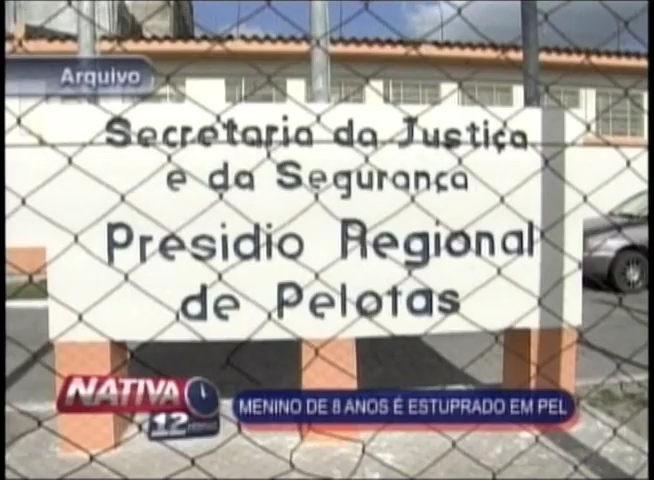 Arquivo
Secretaria da Justiça
e da Segurança
Presidio Regional
de Pelotas
NATIVA
12
MENINO DE 8 ANOS É ESTUPRADO EM PEL